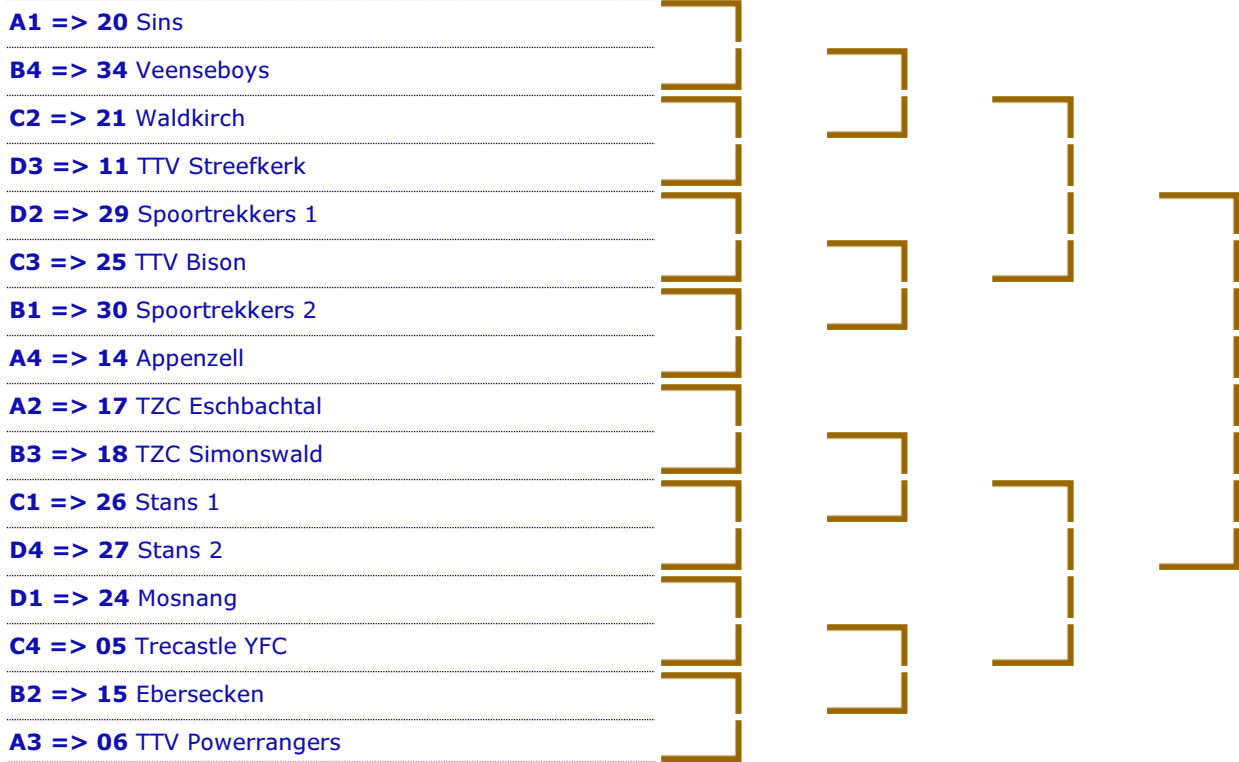 A1 => 20 Sins
B4 => 34 Veenseboys
C2 => 21 Waldkirch
D3 => 11 TTV Streefkerk
D2 => 29 Spoortrekkers 1
C3 => 25 TTV Bison
B1 => 30 Spoortrekkers 2
A4 => 14 Appenzell
A2 => 17 TZC Eschbachtal
B3 => 18 TZC Simonswald
C1 => 26 Stans 1
D4 => 27 Stans 2
D1 => 24 Mosnang
C4 => 05 Trecastle YFC
B2 => 15 Ebersecken
A3 => 06 TTV Powerrangers